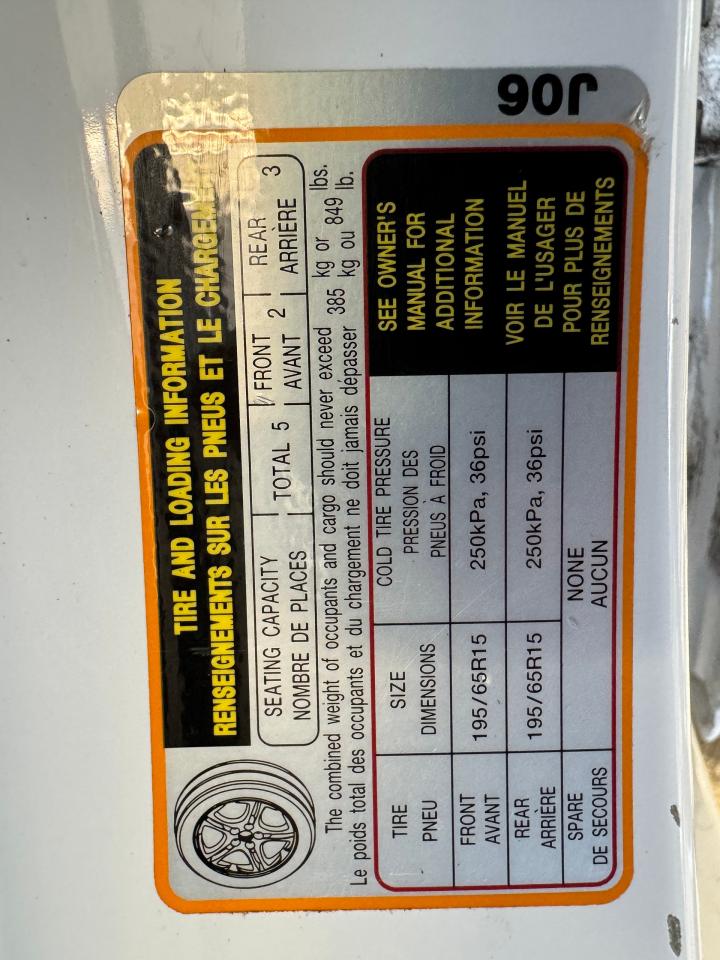 TIRE AND LOADING INFORMATION
RENSEIGNEMENTS SUR LES PNEUS ET LE CHARGEMENT
SEATING CAPACITY
NOMBRE DE PLACES
TOTAL 5
FRONT
AVANT
2
REAR
ARRIÈRE
3
The combined weight of occupants and cargo should never exceed 385 kg or lbs.
Le poids total des occupants et du chargement ne doit jamais dépasser kg ou 849 lb.
TIRE
PNEU
SIZE
DIMENSIONS
COLD TIRE PRESSURE
PRESSION DES
PNEUS À FROID
FRONT
AVANT
195/65R15
250kPa, 36psi
REAR
ARRIÈRE
195/65R15
250kPa, 36psi
SPARE
DE SECOURS
NONE
AUCUN
SEE OWNER'S
MANUAL FOR
ADDITIONAL
INFORMATION
VOIR LE MANUEL
DE L'USAGER
POUR PLUS DE
RENSEIGNEMENTS
J06